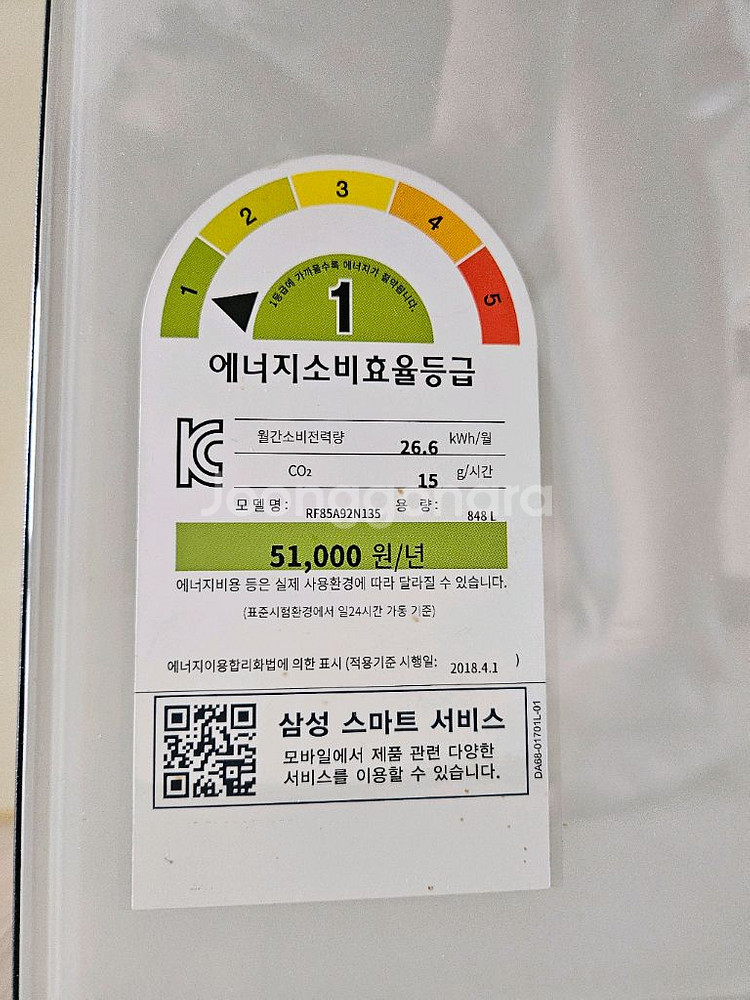 1 2 3 4 5
1등급에 가까울수록 에너지가 절약됩니다.
1
에너지소비효율등급
월간소비전력량 26.6 kWh/월
CO₂ 15 g/시간
모델명: RF85A92N135 용 량: 848 L
Joonggonara
51,000 원/년
에너지비용 등은 실제 사용환경에 따라 달라질 수 있습니다.
(표준시험환경에서 일24시간 가동 기준)
에너지이용합리화법에 의한 표시 (적용기준 시행일: 2018.4.1 )
삼성 스마트 서비스
모바일에서 제품 관련 다양한
서비스를 이용할 수 있습니다.
DA68-01701L-01